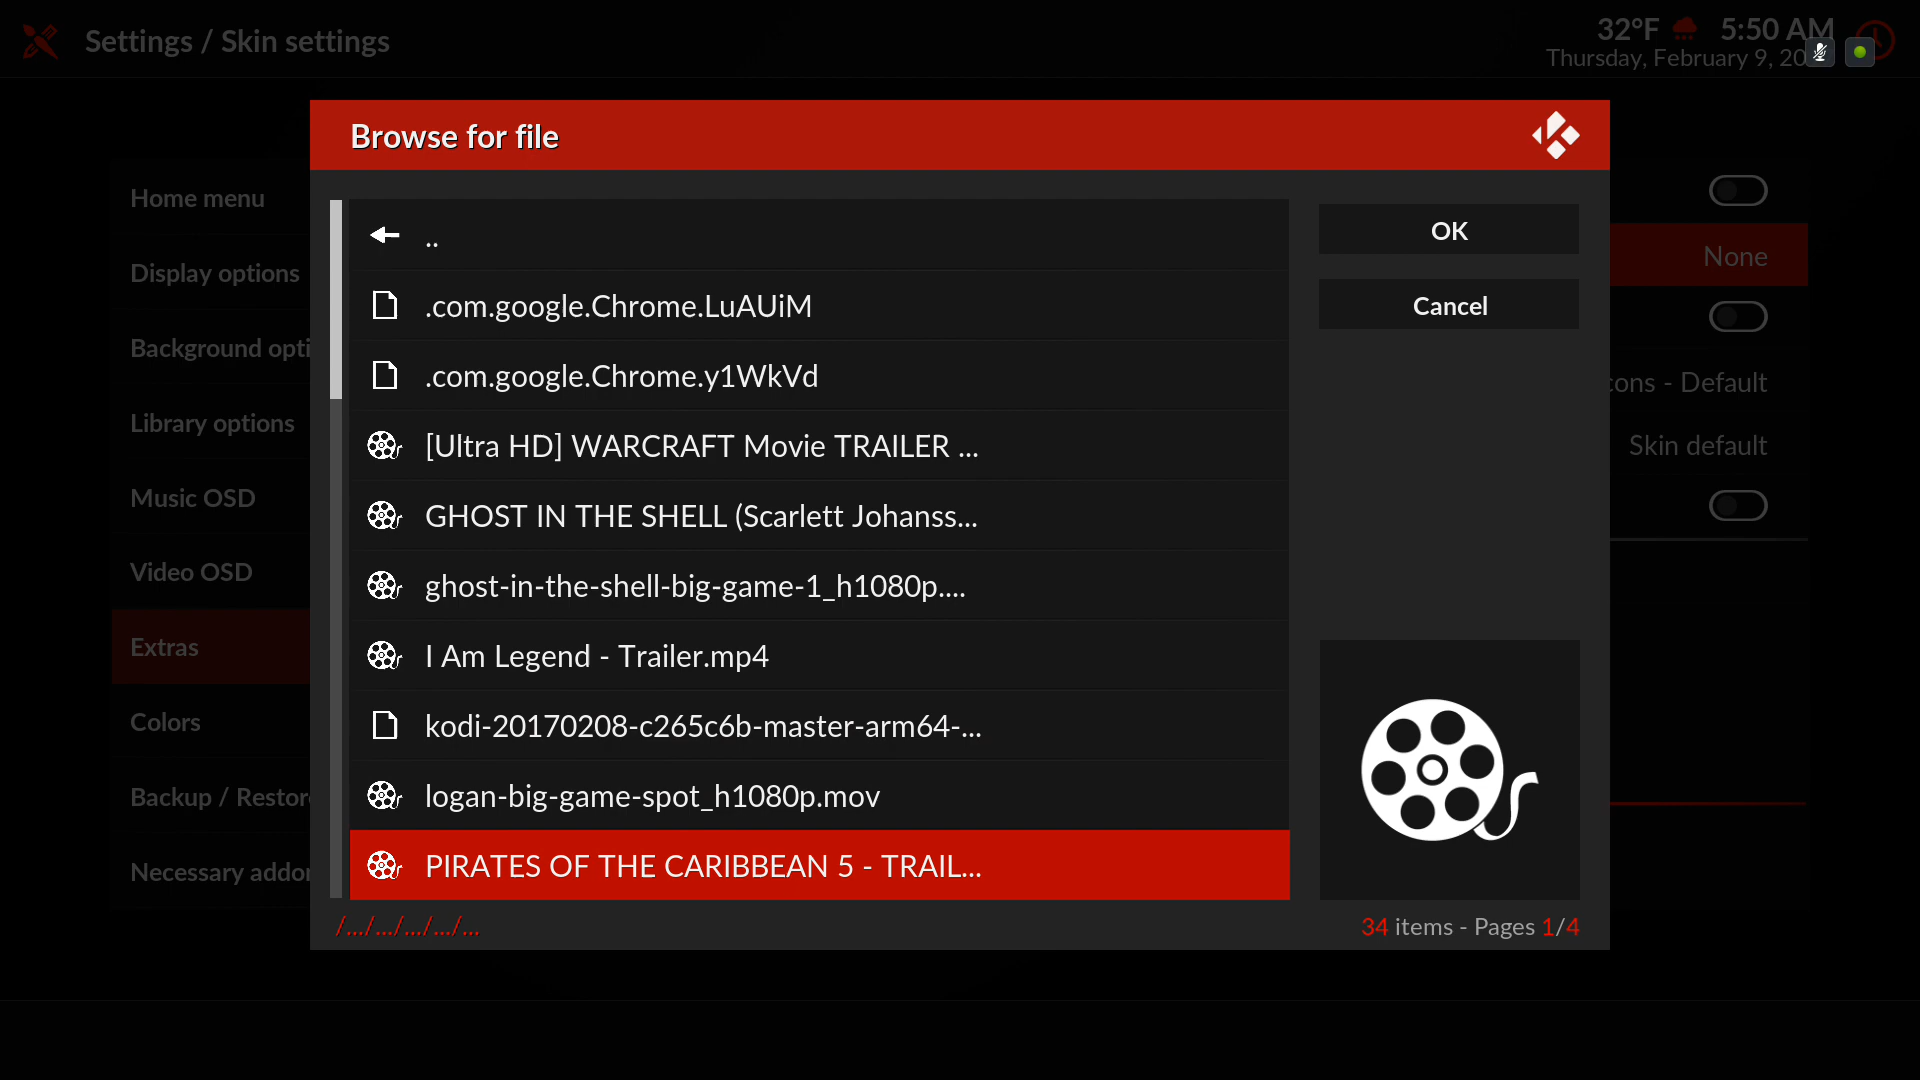 Settings / Skin settings
32°F 5:50 AM
Thursday, February 9, 20
Browse for file
Home menu
Display options
Background opti
Library options
Music OSD
Video OSD
Extras
Colors
Backup / Restor
Necessary addo
..
.com.google.Chrome.LuAUiM
.com.google.Chrome.y1WkVd
[Ultra HD] WARCRAFT Movie TRAILER ...
GHOST IN THE SHELL (Scarlett Johanss...
ghost-in-the-shell-big-game-1_h1080p....
I Am Legend - Trailer.mp4
kodi-20170208-c265c6b-master-arm64-...
logan-big-game-spot_h1080p.mov
PIRATES OF THE CARIBBEAN 5 - TRAIL...
OK
Cancel
None
cons - Default
Skin default
/.../.../.../.../...
34 items - Pages 1/4